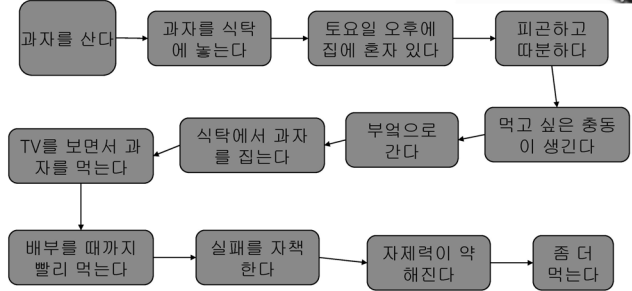 과자를 산다
과자를 식탁
에 놓는다
토요일 오후에
집에 혼자 있다
피곤하고
따분하다
먹고 싶은 충동
이 생긴다
부엌으로
간다
식탁에서 과자
를 집는다
TV를 보면서 과
자를 먹는다
배부를 때까지
빨리 먹는다
실패를 자책
한다
자제력이 약
해진다
좀 더
먹는다